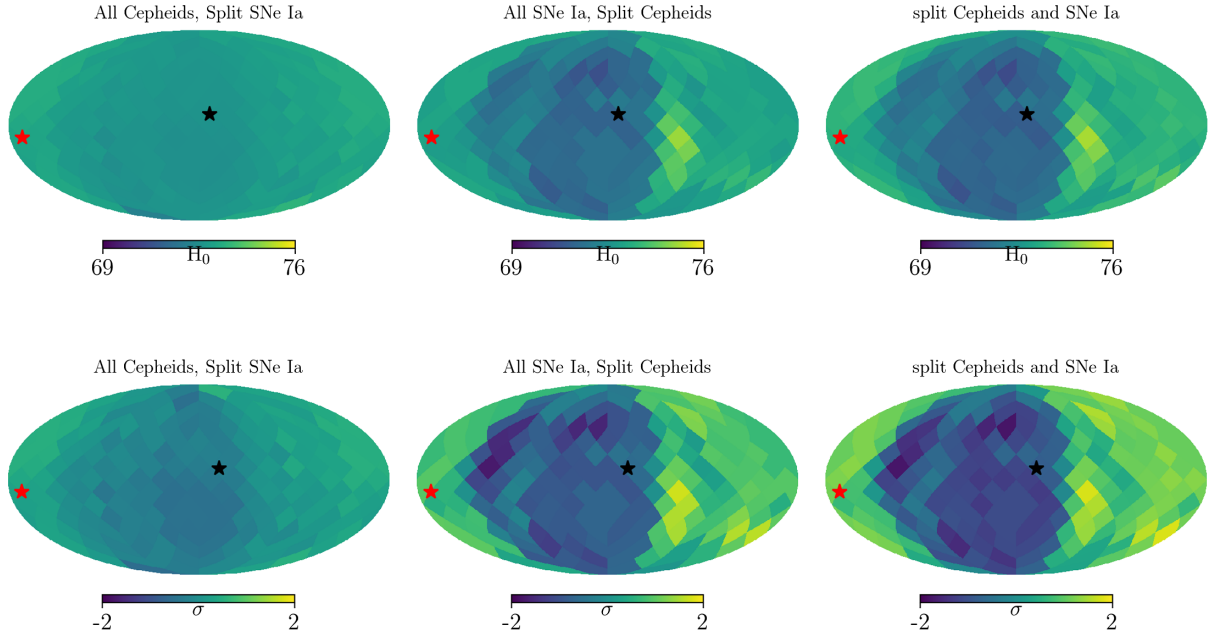 All Cepheids, Split SNe Ia
All SNe Ia, Split Cepheids
split Cepheids and SNe Ia
69 H₀ 76
69 H₀ 76
69 H₀ 76
All Cepheids, Split SNe Ia
All SNe Ia, Split Cepheids
split Cepheids and SNe Ia
-2 σ 2
-2 σ 2
-2 σ 2